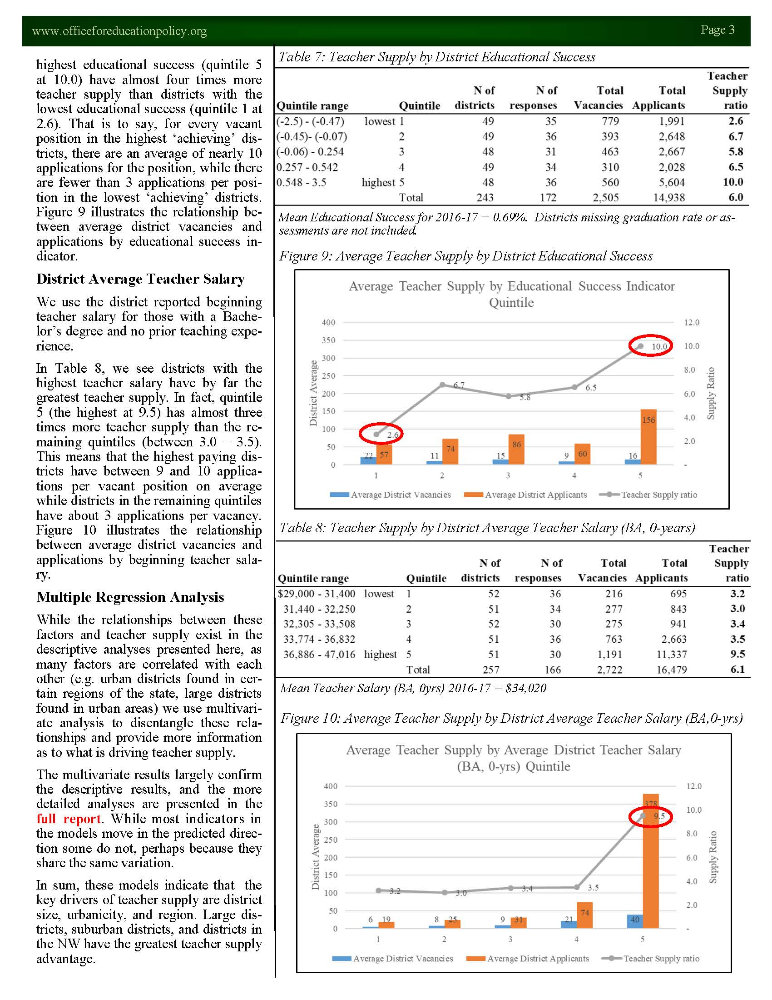 www.officeforeducationpolicy.org
Page 3
highest educational success (quintile 5
at 10.0) have almost four times more
teacher supply than districts with the
lowest educational success (quintile 1 at
2.6). That is to say, for every vacant
position in the highest ‘achieving’ dis-
tricts, there are an average of nearly 10
applications for the position, while there
are fewer than 3 applications per posi-
tion in the lowest ‘achieving’ districts.
Figure 9 illustrates the relationship be-
tween average district vacancies and
applications by educational success in-
dicator.
District Average Teacher Salary
We use the district reported beginning
teacher salary for those with a Bache-
lor’s degree and no prior teaching expe-
rience.
In Table 8, we see districts with the
highest teacher salary have by far the
greatest teacher supply. In fact, quintile
5 (the highest at 9.5) has almost three
times more teacher supply than the re-
maining quintiles (between 3.0 – 3.5).
This means that the highest paying dis-
tricts have between 9 and 10 applica-
tions per vacant position on average
while districts in the remaining quintiles
have about 3 applications per vacancy.
Figure 10 illustrates the relationship
between average district vacancies and
applications by beginning teacher sala-
ry.
Multiple Regression Analysis
While the relationships between these
factors and teacher supply exist in the
descriptive analyses presented here, as
many factors are correlated with each
other (e.g. urban districts found in cer-
tain regions of the state, large districts
found in urban areas) we use multivari-
ate analysis to disentangle these rela-
tionships and provide more information
as to what is driving teacher supply.
The multivariate results largely confirm
the descriptive results, and the more
detailed analyses are presented in the
full report. While most indicators in
the models move in the predicted direc-
tion some do not, perhaps because they
share the same variation.
In sum, these models indicate that the
key drivers of teacher supply are district
size, urbanicity, and region. Large dis-
tricts, suburban districts, and districts in
the NW have the greatest teacher supply
advantage.
Table 7: Teacher Supply by District Educational Success
Teacher
N of N of Total Total Supply
Quintile range Quintile districts responses Vacancies Applicants ratio
(-2.5) - (-0.47) lowest 1 49 35 779 1,991 2.6
(-0.45)- (-0.07) 2 49 36 393 2,648 6.7
(-0.06) - 0.254 3 48 31 463 2,667 5.8
0.257 - 0.542 4 49 34 310 2,028 6.5
0.548 - 3.5 highest 5 48 36 560 5,604 10.0
Total 243 172 2,505 14,938 6.0
Mean Educational Success for 2016-17 = 0.69%. Districts missing graduation rate or as-
sessments are not included.
Figure 9: Average Teacher Supply by District Educational Success
Average Teacher Supply by Educational Success Indicator
Quintile
400 12.0
350
10.0 10.0
300
250 8.0
6.7 6.5
200 6.0
5.8
150
156 4.0
100
2.6 2.0
50
22 57 11 74 15 86 9 60 16
0 -
1 2 3 4 5
District Average
Supply Ratio
Average District Vacancies Average District Applicants Teacher Supply ratio
Table 8: Teacher Supply by District Average Teacher Salary (BA, 0-years)
Teacher
N of N of Total Total Supply
Quintile range Quintile districts responses Vacancies Applicants ratio
$29,000 - 31,400 lowest 1 52 36 216 695 3.2
31,440 - 32,250 2 51 34 277 843 3.0
32,305 - 33,508 3 52 30 275 941 3.4
33,774 - 36,832 4 51 36 763 2,663 3.5
36,886 - 47,016 highest 5 51 30 1,191 11,337 9.5
Total 257 166 2,722 16,479 6.1
Mean Teacher Salary (BA, 0yrs) 2016-17 = $34,020
Figure 10: Average Teacher Supply by District Average Teacher Salary (BA,0-yrs)
Average Teacher Supply by Average District Teacher Salary
(BA, 0-yrs) Quintile
400 12.0
350 378
10.0
300 9.5
250 8.0
200 6.0
150
4.0
100 3.2 3.0 3.4 3.5
2.0
50
6 19 8 25 9 31 21 74 40
0 -
1 2 3 4 5
District Average
Supply Ratio
Average District Vacancies Average District Applicants Teacher Supply ratio